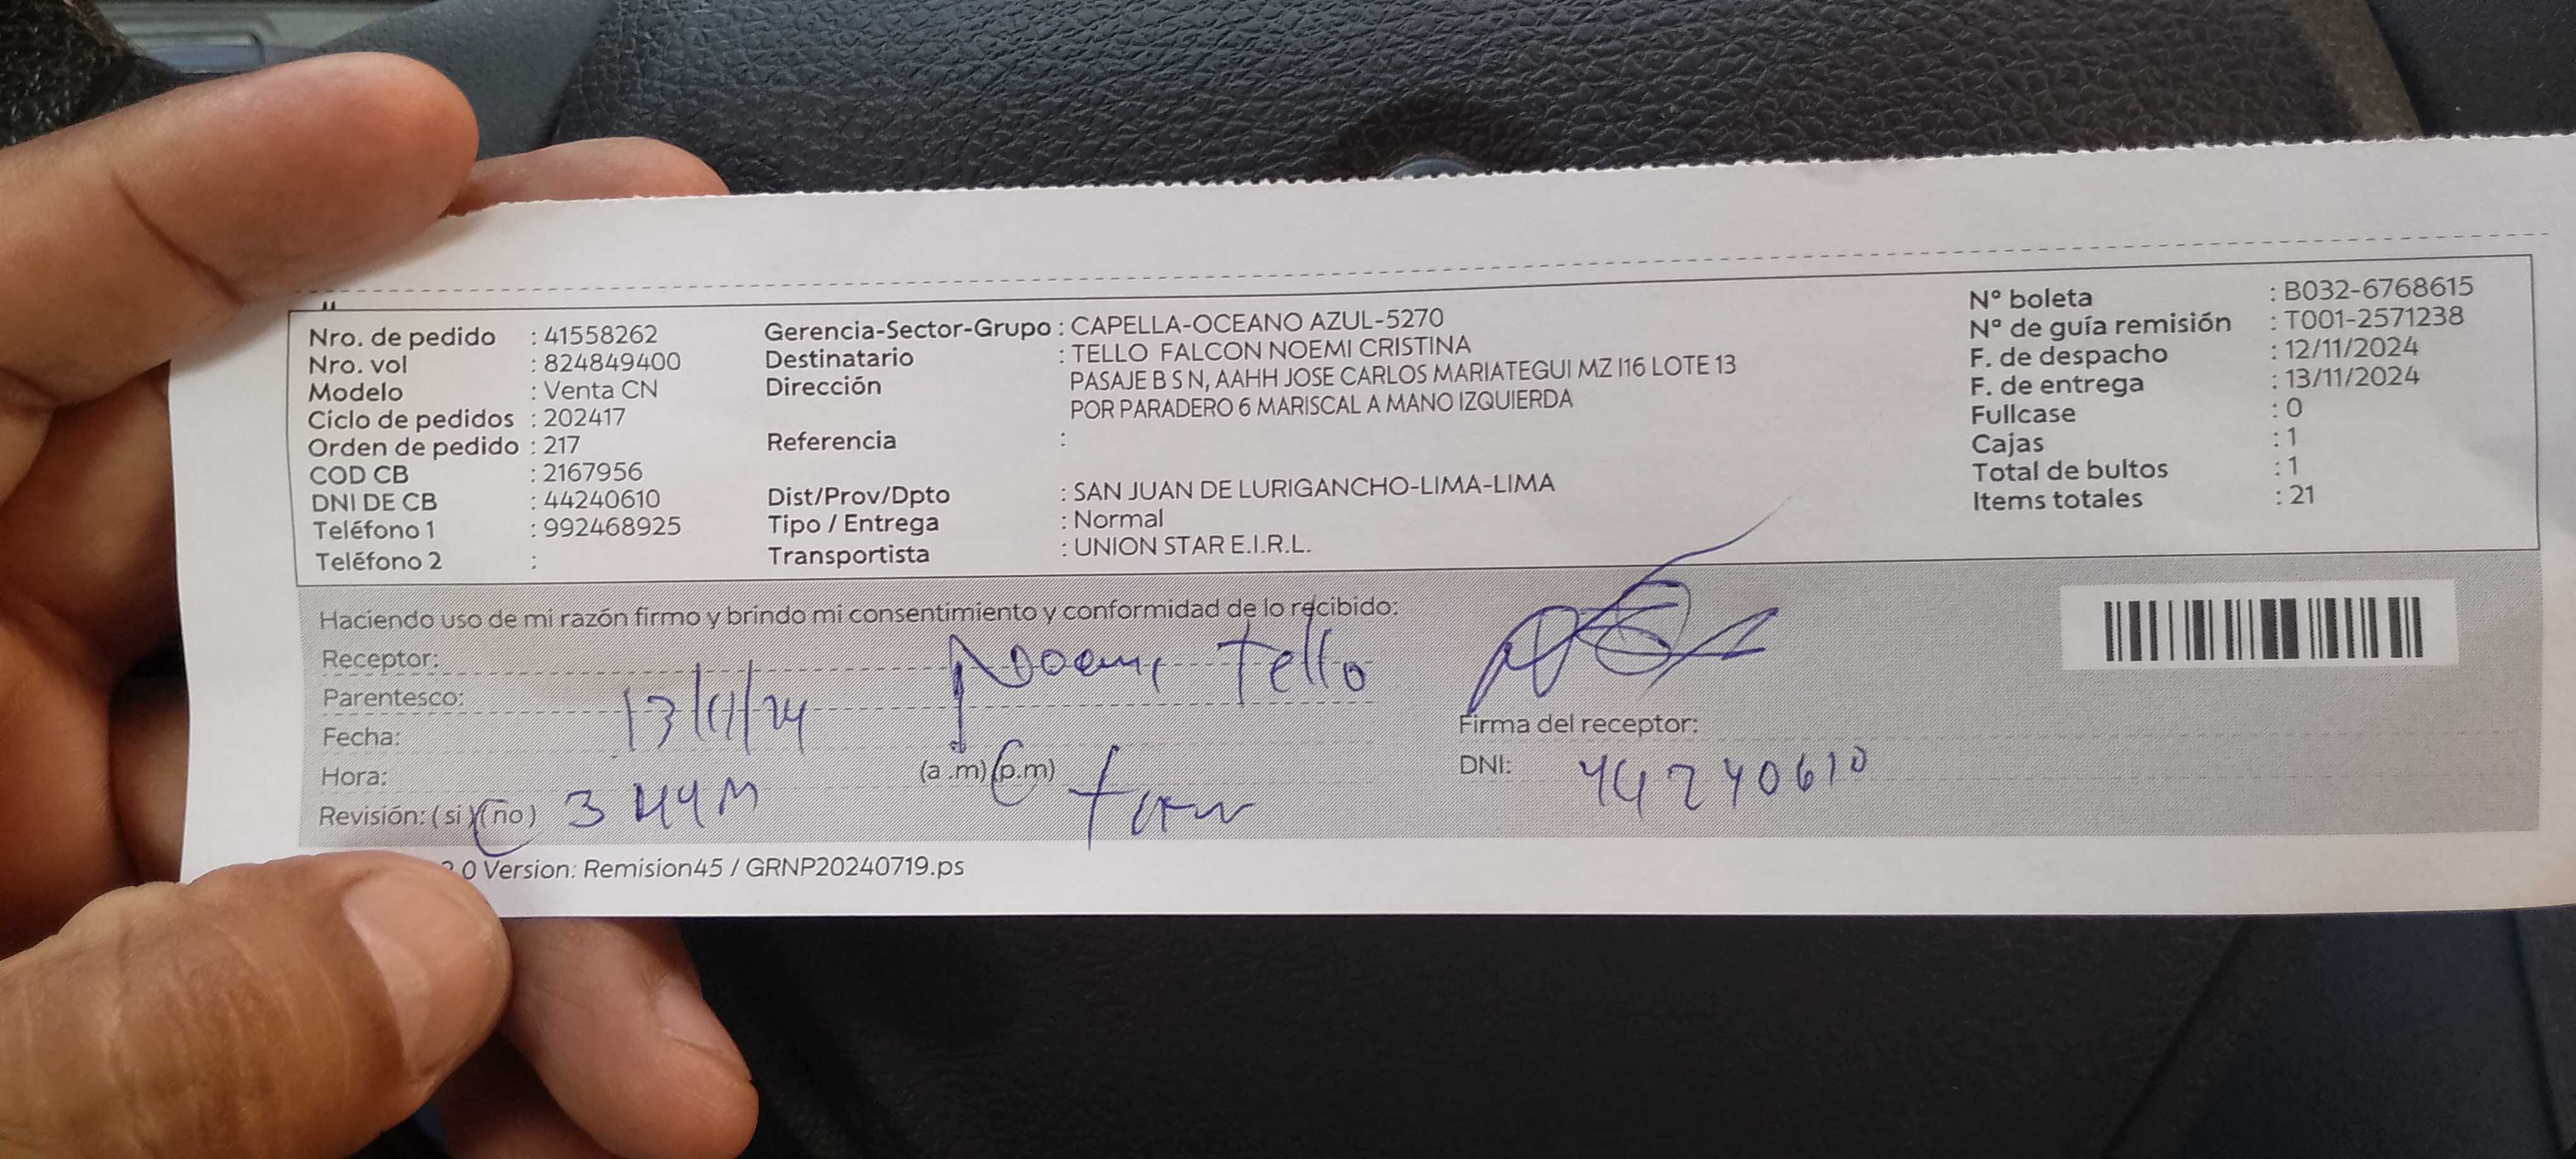 Nro. de pedido : 41558262
Nro. vol : 824849400
Modelo : Venta CN
Ciclo de pedidos : 202417
Orden de pedido : 217
COD CB : 2167956
DNI DE CB : 44240610
Teléfono 1 : 992468925
Teléfono 2 :
Gerencia-Sector-Grupo : CAPELLA-OCEANO AZUL-5270
Destinatario : TELLO FALCON NOEMI CRISTINA
Dirección PASAJE B S N, AAHH JOSE CARLOS MARIATEGUI MZ I16 LOTE 13
POR PARADERO 6 MARISCAL A MANO IZQUIERDA
Referencia :
Dist/Prov/Dpto : SAN JUAN DE LURIGANCHO-LIMA-LIMA
Tipo / Entrega : Normal
Transportista : UNION STAR E.I.R.L.
Nº boleta : B032-6768615
Nº de guía remisión : T001-2571238
F. de despacho : 12/11/2024
F. de entrega : 13/11/2024
Fullcase : 0
Cajas : 1
Total de bultos : 1
Items totales : 21
Haciendo uso de mi razón firmo y brindo mi consentimiento y conformidad de lo recibido:
Receptor: Noemi Tello
Parentesco:
Fecha: 13/11/24
Hora: (a .m) (p.m)
Revisión: ( si ) ( no ) 3 44
Firma del receptor:
DNI: 44240610
0 Version: Remision45 / GRNP20240719.ps